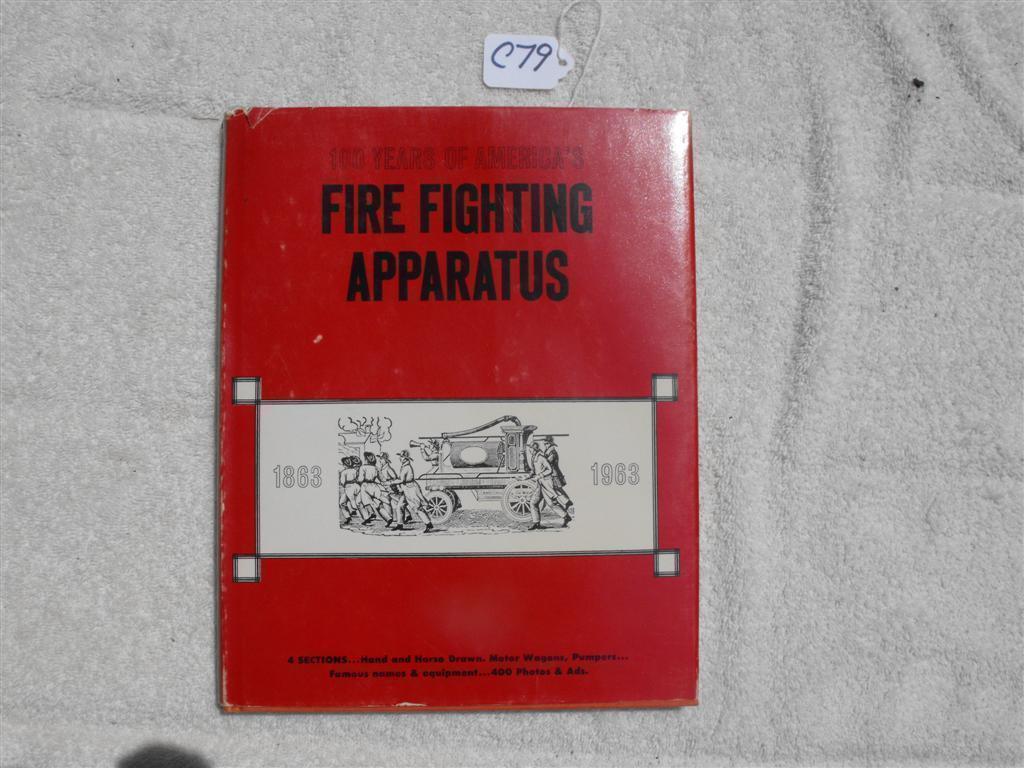 C79
100 YEARS OF AMERICA'S
FIRE FIGHTING
APPARATUS
1863
1963
4 SECTIONS...Hand and Horse Drawn. Motor Wagons, Pumpers...
Famous names & equipment...400 Photos & Ads.